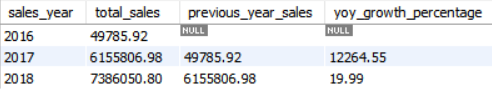 sales_year total_sales previous_year_sales yoy_growth_percentage
2016 49785.92 NULL NULL
2017 6155806.98 49785.92 12264.55
2018 7386050.80 6155806.98 19.99